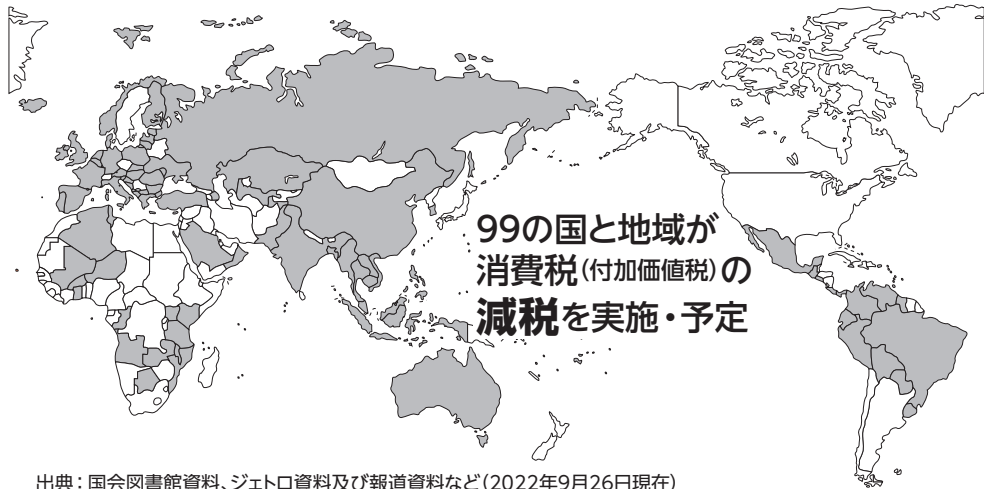 99の国と地域が
消費税(付加価値税)の
減税を実施・予定
出典：国会図書館資料、ジェトロ資料及び報道資料など(2022年9月26日現在)